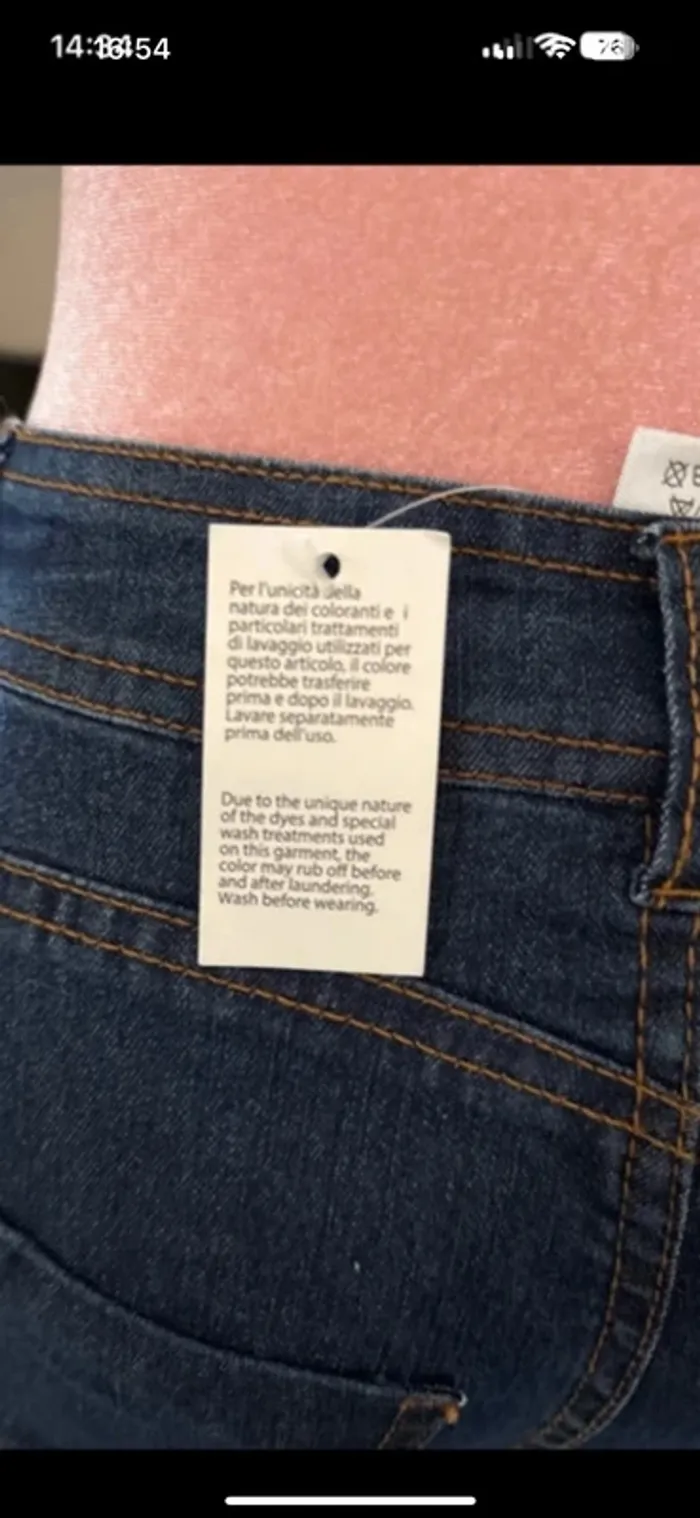 76
Per l'unicità della
natura dei coloranti e i
particolari trattamenti
di lavaggio utilizzati per
questo articolo, il colore
potrebbe trasferire
prima e dopo il lavaggio.
Lavare separatamente
prima dell'uso.
Due to the unique nature
of the dyes and special
wash treatments used
on this garment, the
color may rub off before
and after laundering.
Wash before wearing.